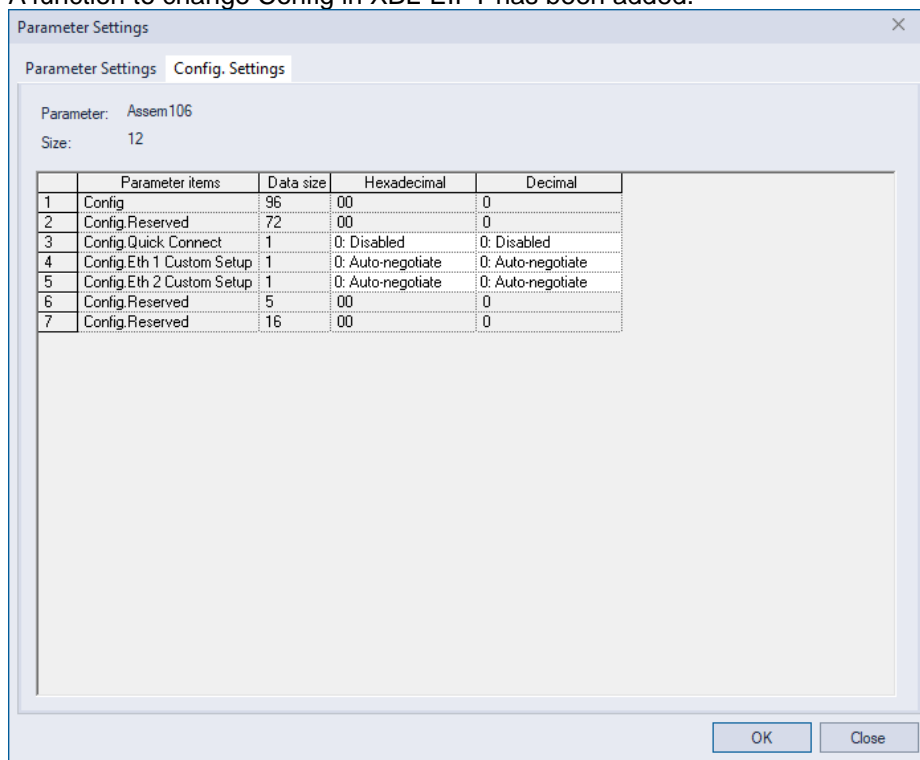 A function to change Config in XBL-EIPT has been added.
Parameter Settings
Parameter Settings Config. Settings
Parameter: Assem106
Size: 12
Parameter items Data size Hexadecimal Decimal
1 Config 96 00 0
2 Config.Reserved 72 00 0
3 Config.Quick Connect 1 0: Disabled 0: Disabled
4 Config.Eth 1 Custom Setup 1 0: Auto-negotiate 0: Auto-negotiate
5 Config.Eth 2 Custom Setup 1 0: Auto-negotiate 0: Auto-negotiate
6 Config.Reserved 5 00 0
7 Config.Reserved 16 00 0
OK Close